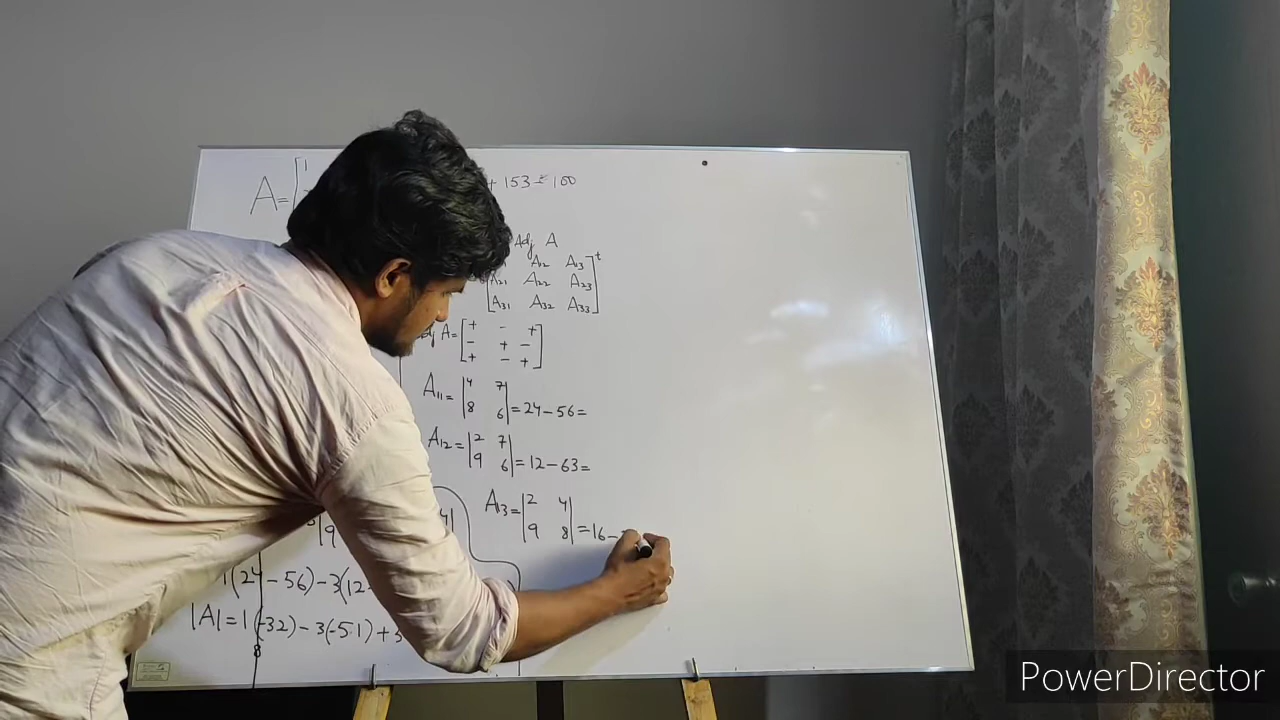 A = [1
+ 153 = 100
Adj A
A12 A13 ]t
[A21 A22 A23
A31 A32 A33
A = [+ - +]
- + -
+ - +
A11 = |4 7|
8 6| = 24 - 56 =
A12 = |2 7|
9 6| = 12 - 63 =
A13 = |2 4|
|9 8| = 16 -
|9
1(24 - 56) - 3(12
|A| = 1(-32) - 3(-51) + 3
8
PowerDirector